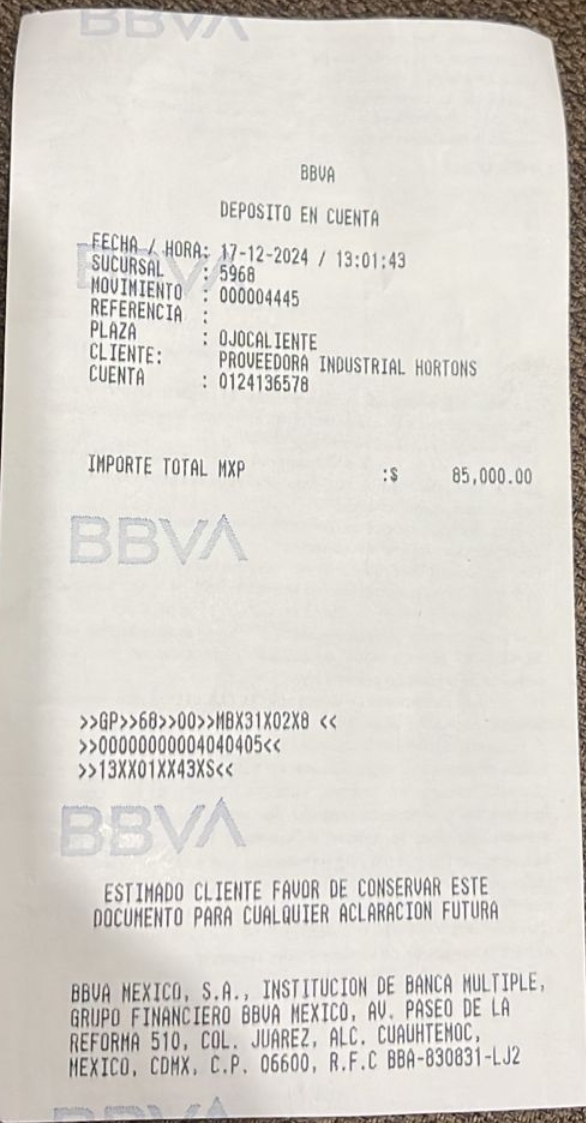 BBVA
BBVA
DEPOSITO EN CUENTA
FECHA / HORA: 17-12-2024 / 13:01:43
SUCURSAL : 5968
MOVIMIENTO : 000004445
REFERENCIA :
PLAZA : OJOCALIENTE
CLIENTE: PROVEEDORA INDUSTRIAL HORTONS
CUENTA : 0124136578
IMPORTE TOTAL MXP :$ 85,000.00
BBVA
>>GP>>68>>00>>MBX31X02X8 <<
>>00000000004040405<<
>>13XX01XX43XS<<
BBVA
ESTIMADO CLIENTE FAVOR DE CONSERVAR ESTE
DOCUMENTO PARA CUALQUIER ACLARACION FUTURA
BBVA MEXICO, S.A., INSTITUCION DE BANCA MULTIPLE,
GRUPO FINANCIERO BBVA MEXICO, AV. PASEO DE LA
REFORMA 510, COL. JUAREZ, ALC. CUAUHTEMOC,
MEXICO, CDMX, C.P. 06600, R.F.C BBA-830831-LJ2
BBVA